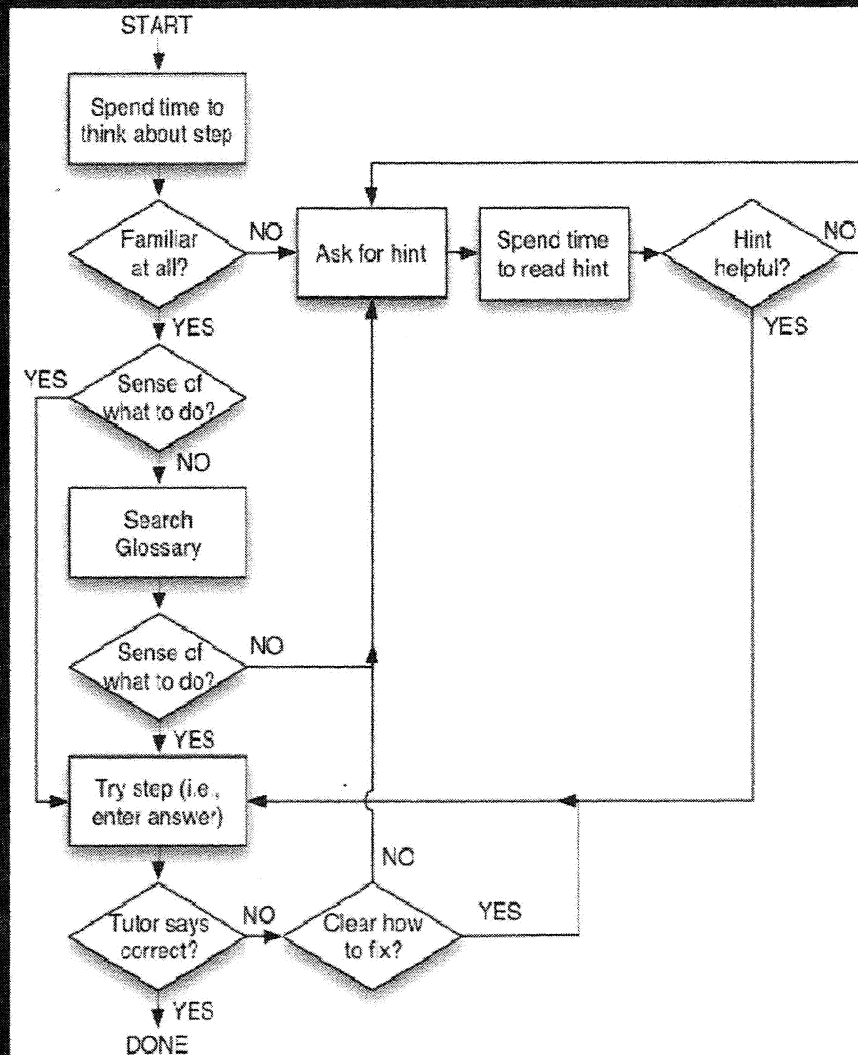 START
Spend time to
think about step
Familiar
at all?
NO
Ask for hint
Spend time
to read hint
Hint
helpful?
NO
YES
YES
YES
Sense of
what to do?
NO
Search
Glossary
Sense of
what to do?
NO
YES
Try step (i.e.,
enter answer)
NO
Tutor says
correct?
NO
Clear how
to fix?
YES
YES
DONE